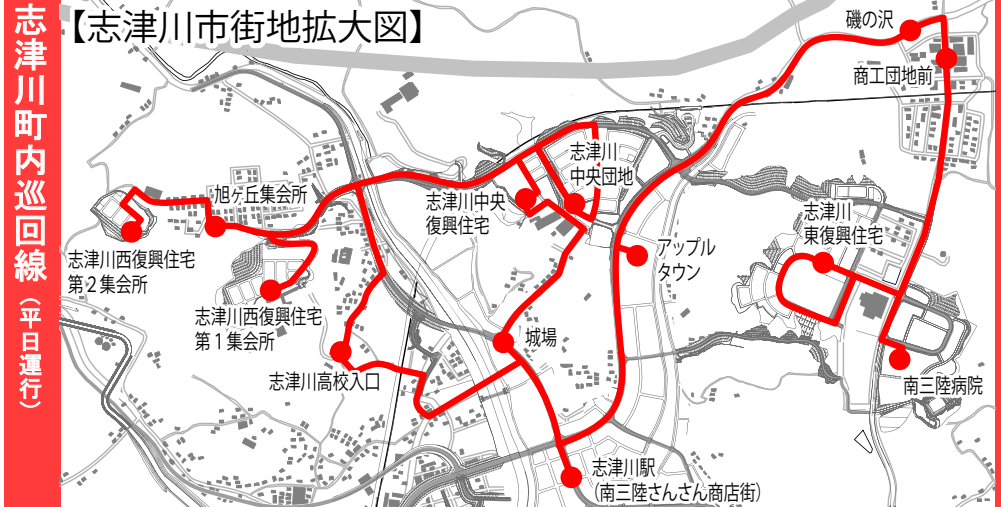 志津川町内巡回線(平日運行)
【志津川市街地拡大図】
磯の沢
商工団地前
志津川
中央団地
旭ヶ丘集会所
志津川中央
復興住宅
志津川
東復興住宅
アップル
タウン
志津川西復興住宅
第2集会所
志津川西復興住宅
第1集会所
城場
志津川高校入口
南三陸病院
志津川駅
(南三陸さんさん商店街)